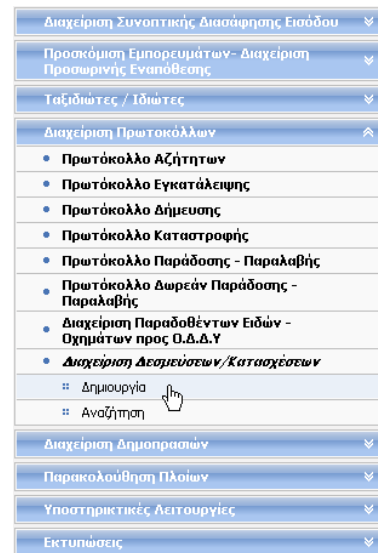 Διαχείριση Συνοπτικής Διασάφησης Εισόδου
Προσκόμιση Εμπορευμάτων- Διαχείριση
Προσωρινής Εναπόθεσης
Ταξιδιώτες / Ιδιώτες
Διαχείριση Πρωτοκόλλων
Πρωτόκολλο Αζήτητων
Πρωτόκολλο Εγκατάλειψης
Πρωτόκολλο Δήμευσης
Πρωτόκολλο Καταστροφής
Πρωτόκολλο Παράδοσης - Παραλαβής
Πρωτόκολλο Δωρεάν Παράδοσης -
Παραλαβής
Διαχείριση Παραδοθέντων Ειδών -
Οχημάτων προς Ο.Δ.Δ.Υ
Διαχείριση Δεσμεύσεων/Κατασχέσεων
Δημιουργία
Αναζήτηση
Διαχείριση Δημοπρασιών
Παρακολούθηση Πλοίων
Υποστηρικτικές Λειτουργίες
Εκτυπώσεις